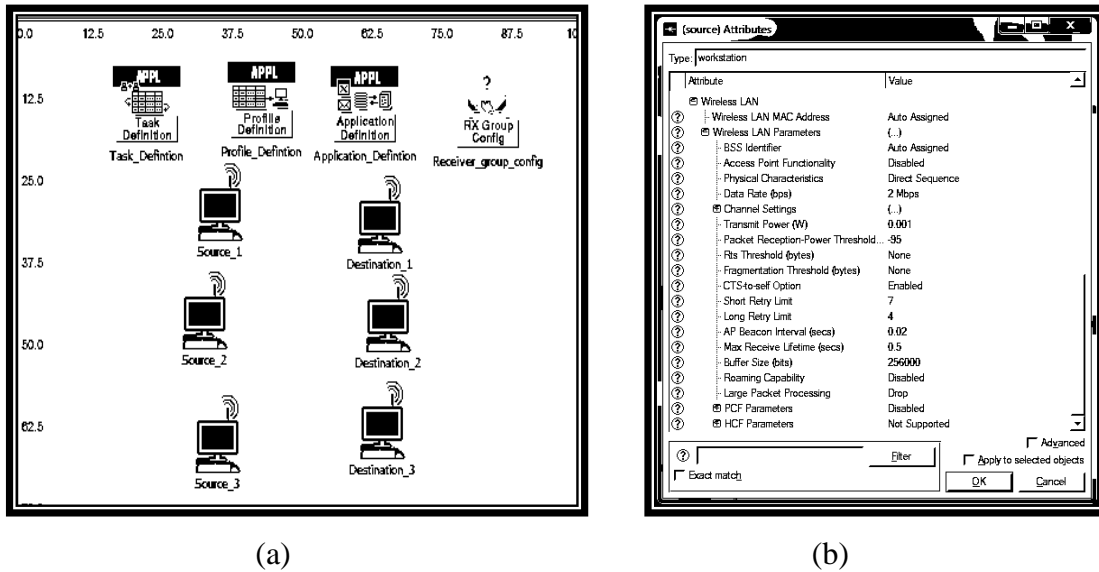 0.0 12.5 25.0 37.5 50.0 62.5 75.0 87.5 10
12.5
25.0
37.5
50.0
62.5
APPL
Task
Definition
Task_Defintion
APPL
Profile
Definition
Profile_Defintion
APPL
Application
Definition
Application_Defintion
?
RX Group
Config
Receiver_group_config
Source_1
Destination_1
Source_2
Destination_2
Source_3
Destination_3
(a)
(source) Attributes
Type: workstation
Attribute Value
Wireless LAN
Wireless LAN MAC Address Auto Assigned
Wireless LAN Parameters (...)
BSS Identifier Auto Assigned
Access Point Functionality Disabled
Physical Characteristics Direct Sequence
Data Rate (bps) 2 Mbps
Channel Settings (...)
Transmit Power (W) 0.001
Packet Reception-Power Threshold... -95
Rts Threshold (bytes) None
Fragmentation Threshold (bytes) None
CTS-to-self Option Enabled
Short Retry Limit 7
Long Retry Limit 4
AP Beacon Interval (secs) 0.02
Max Receive Lifetime (secs) 0.5
Buffer Size (bits) 256000
Roaming Capability Disabled
Large Packet Processing Drop
PCF Parameters Disabled
HCF Parameters Not Supported
Advanced
Filter
Apply to selected objects
Exact match
OK Cancel
(b)